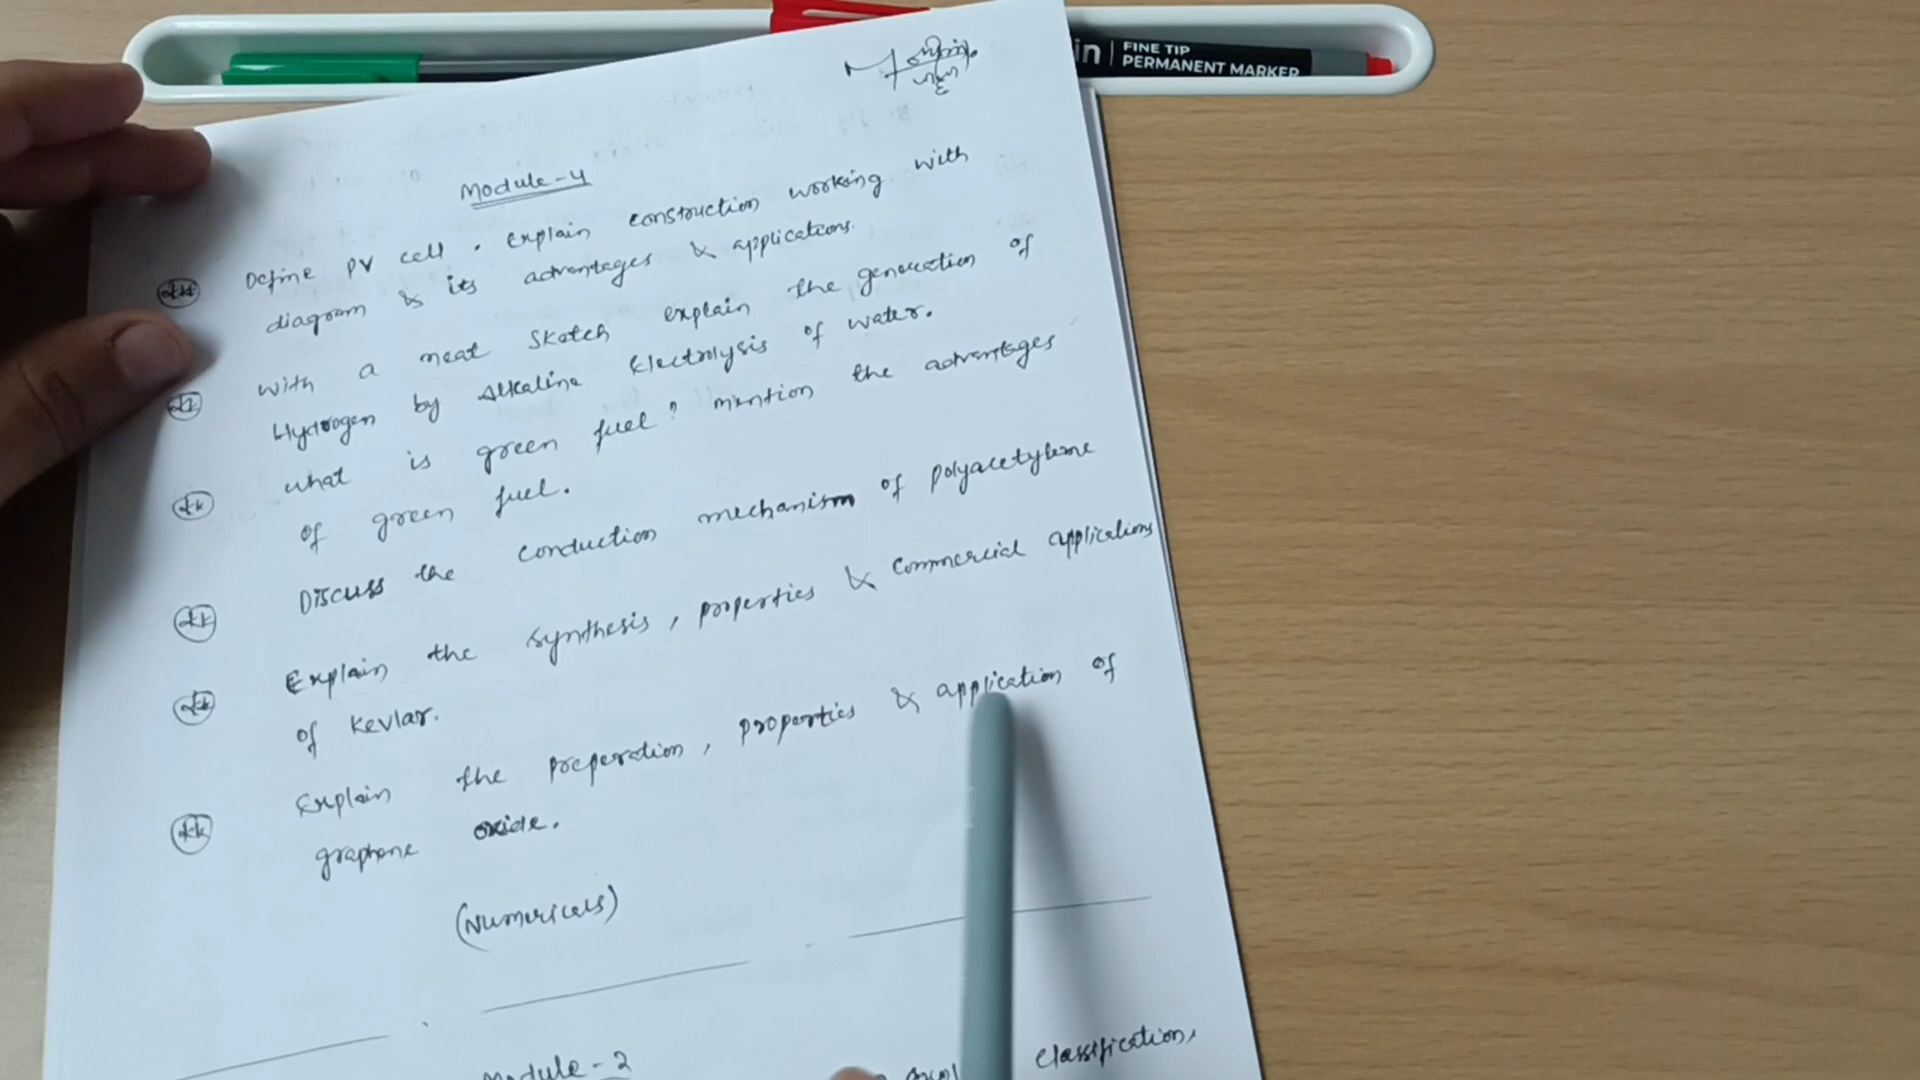 in | FINE TIP
PERMANENT MARKER
Module-4
Define PV cell. explain construction working with
diagram & its advantages & applications.
With a neat sketch explain the generation of
Hydrogen by Alkaline Electrolysis of water.
what is green fuel? mention the advantages
of green fuel.
Discuss the conduction mechanism of polyacetylene
Explain the synthesis, properties & commercial applications
of Kevlar.
Explain the preperation, properties & application of
graphene oxide.
(Numericals)
Module-2
classification,